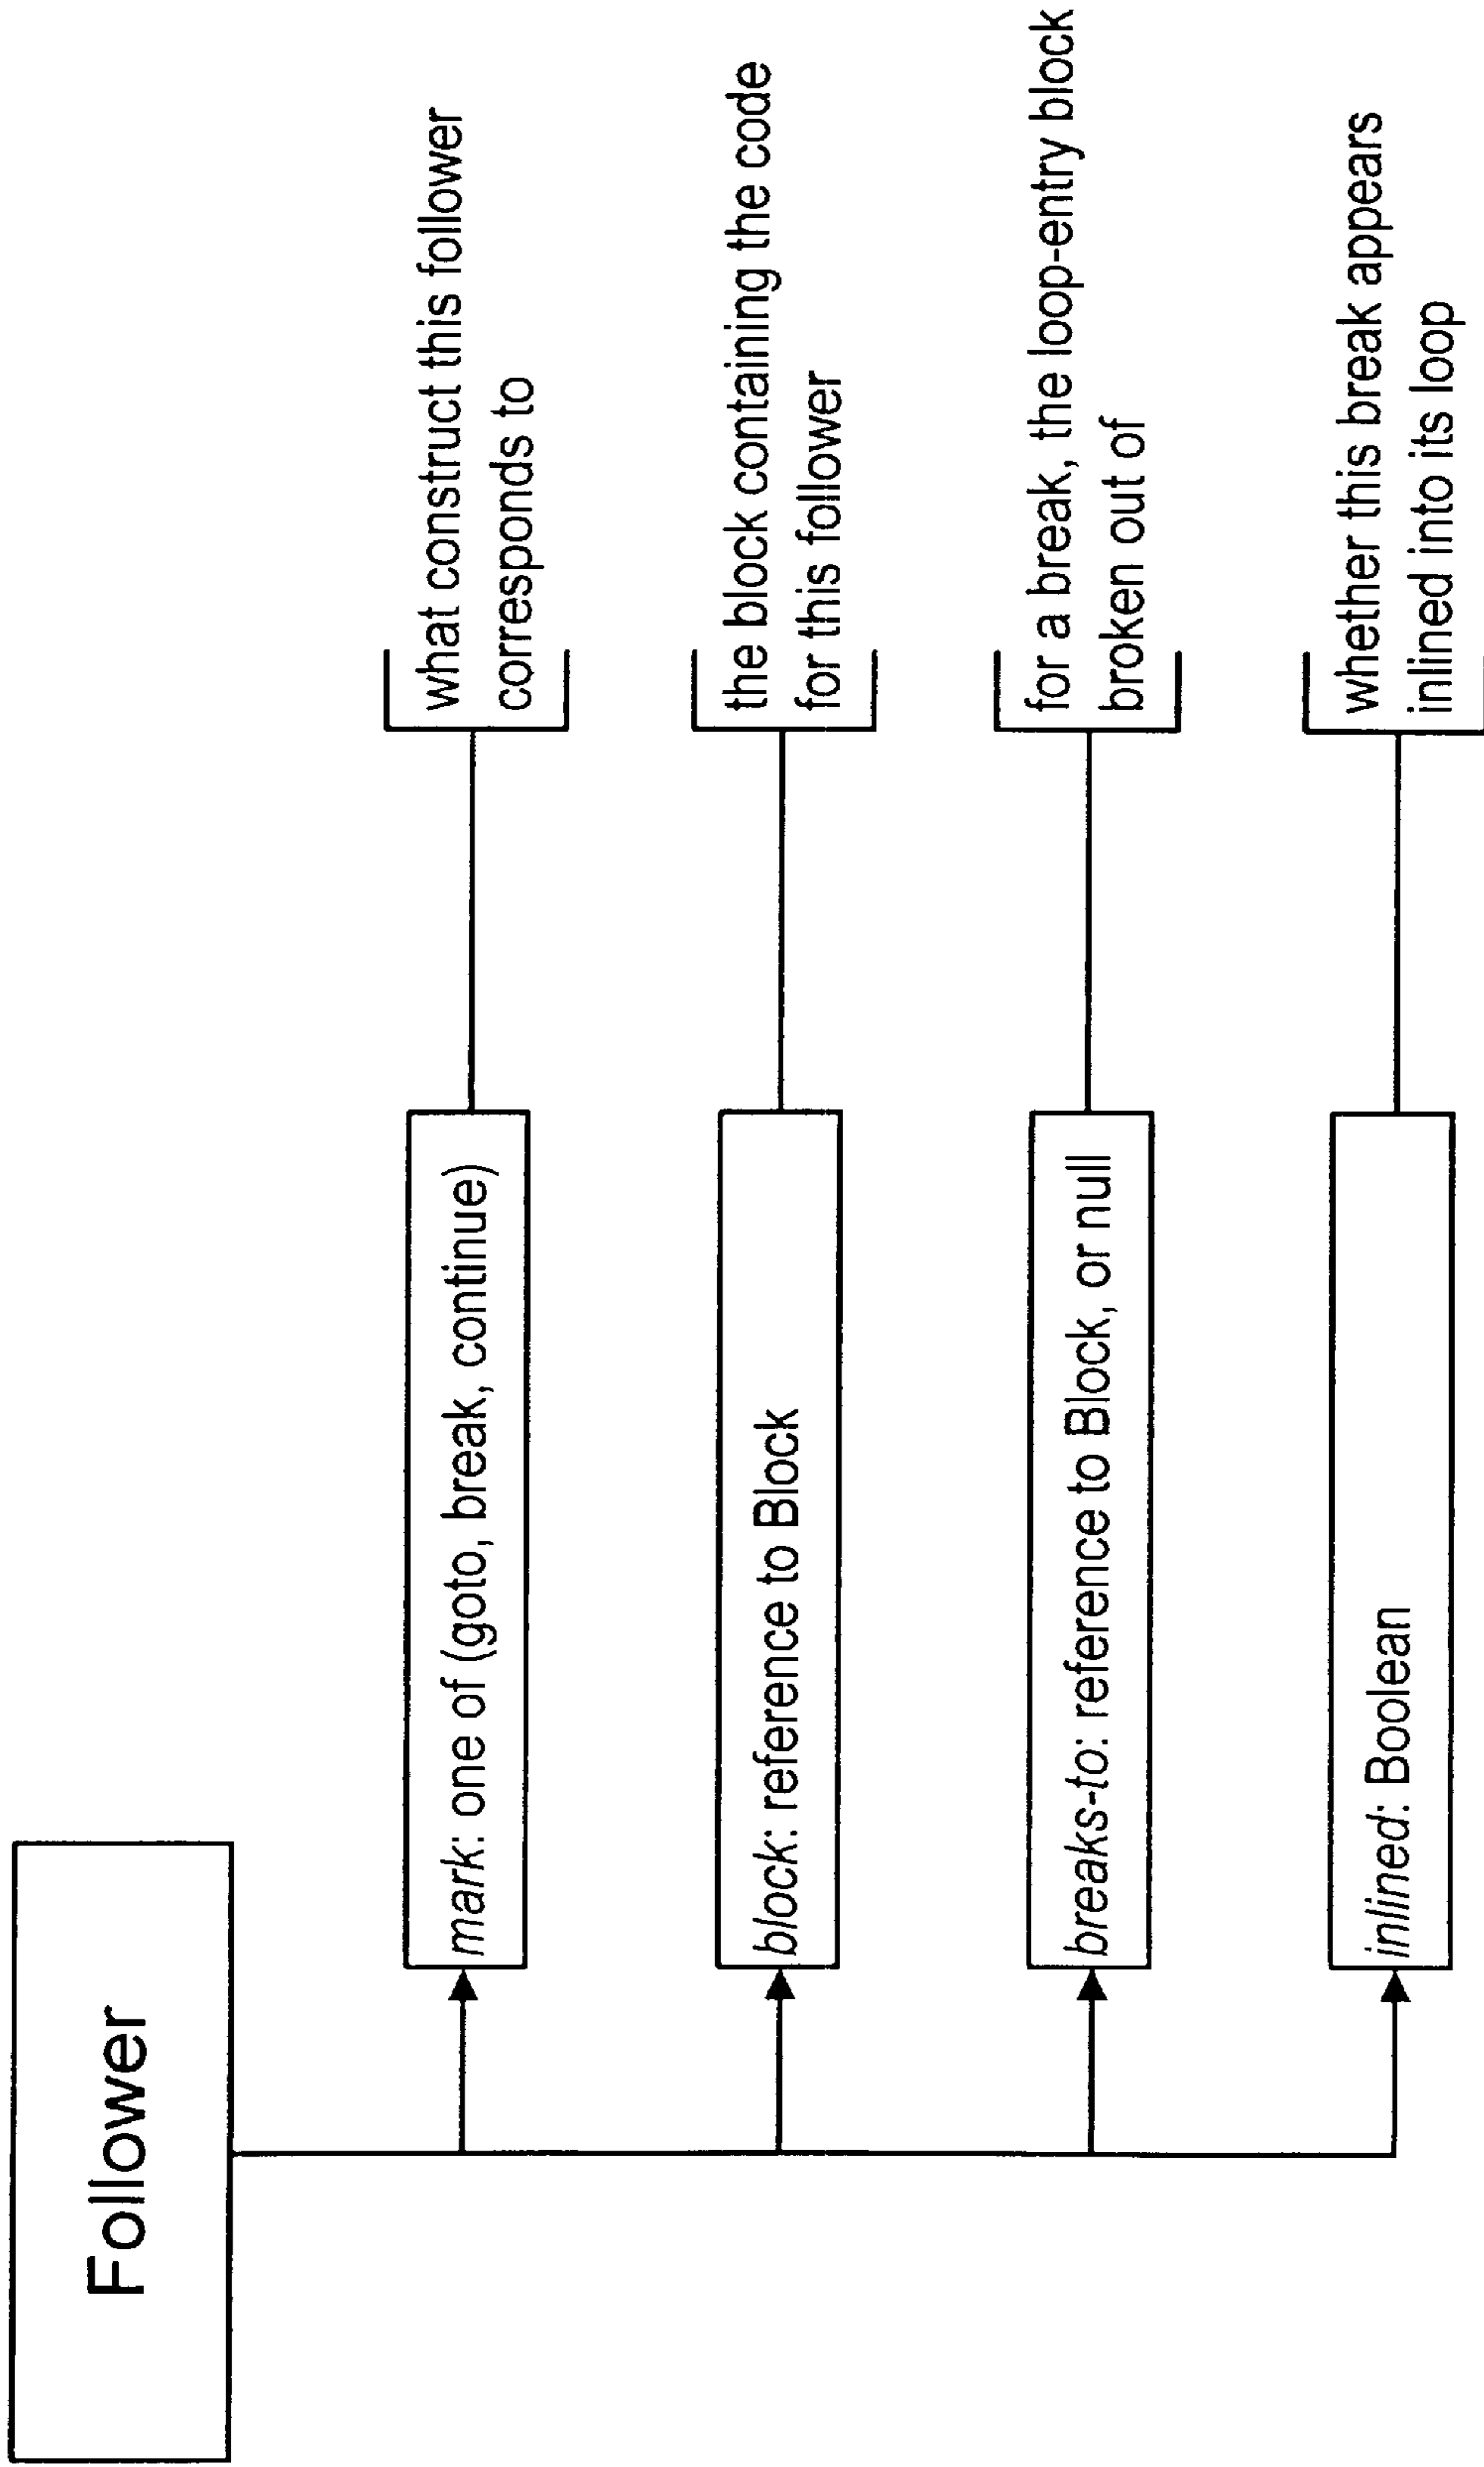 Follower
mark: one of (goto, break, continue)
what construct this follower
corresponds to
block: reference to Block
the block containing the code
for this follower
breaks-to: reference to Block, or null
for a break, the loop-entry block
broken out of
inlined: Boolean
whether this break appears
inlined into its loop